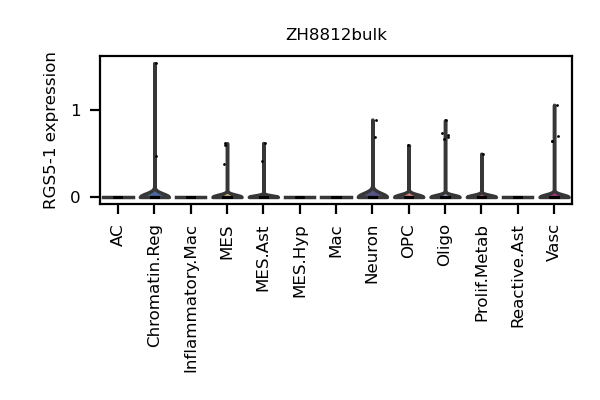 ZH8812bulk
RGS5-1 expression
1
0
AC
Chromatin.Reg
Inflammatory.Mac
MES
MES.Ast
MES.Hyp
Mac
Neuron
OPC
Oligo
Prolif.Metab
Reactive.Ast
Vasc